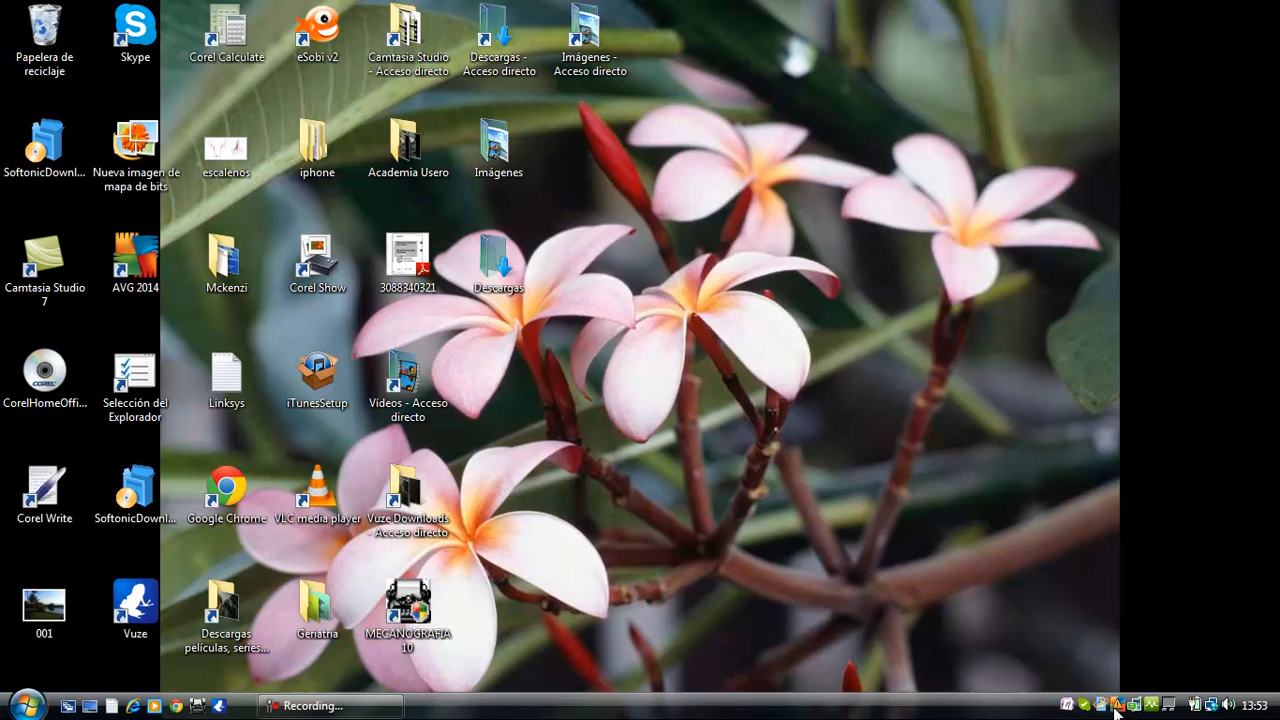 Papelera de
reciclaje
Skype
Corel Calculate
eSobi v2
Camtasia Studio
- Acceso directo
Descargas -
Acceso directo
Imágenes -
Acceso directo
SoftonicDownl...
Nueva imagen de
mapa de bits
escalenos
iphone
Academia Usero
Imágenes
Camtasia Studio
7
AVG 2014
Mckenzi
Corel Show
3088340321
Descargas
CorelHomeOffi...
COREL
Selección del
Explorador
Linksys
iTunesSetup
Vídeos - Acceso
directo
Corel Write
SoftonicDownl...
Google Chrome
VLC media player
Vuze Downloads
- Acceso directo
001
Vuze
Descargas
películas, series...
Geriatria
MECANOGRAFIA
10
Recording...
13:53